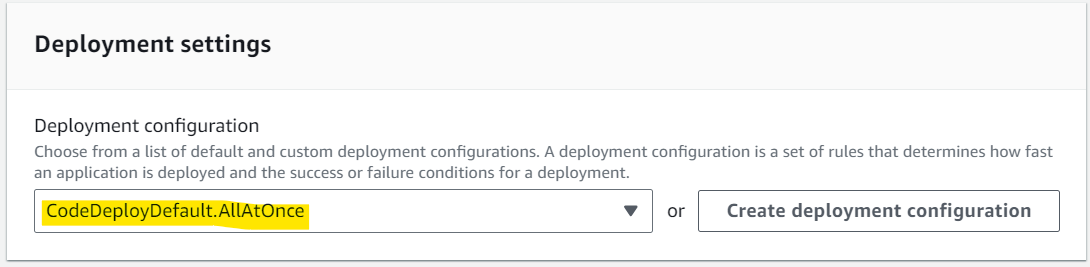 Deployment settings
Deployment configuration
Choose from a list of default and custom deployment configurations. A deployment configuration is a set of rules that determines how fast
an application is deployed and the success or failure conditions for a deployment.
CodeDeployDefault.AllAtOnce or Create deployment configuration